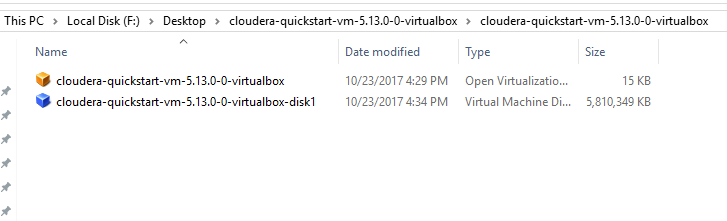 This PC > Local Disk (F:) > Desktop > cloudera-quickstart-vm-5.13.0-0-virtualbox > cloudera-quickstart-vm-5.13.0-0-virtualbox
Name Date modified Type Size
cloudera-quickstart-vm-5.13.0-0-virtualbox 10/23/2017 4:29 PM Open Virtualizatio... 15 KB
cloudera-quickstart-vm-5.13.0-0-virtualbox-disk1 10/23/2017 4:34 PM Virtual Machine Di... 5,810,349 KB